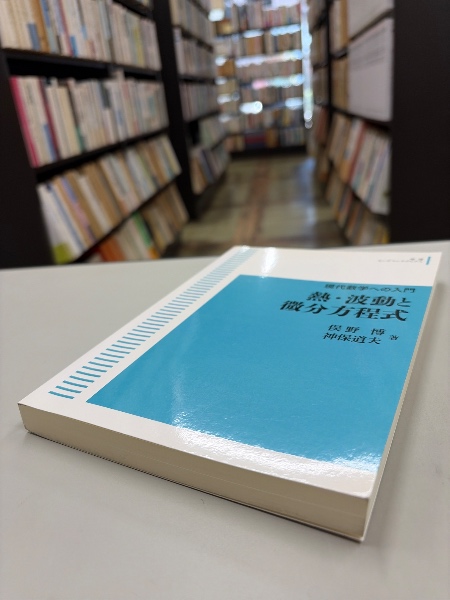 現代数学への入門
熱・波動と
微分方程式
俣野 博
神保道夫 著